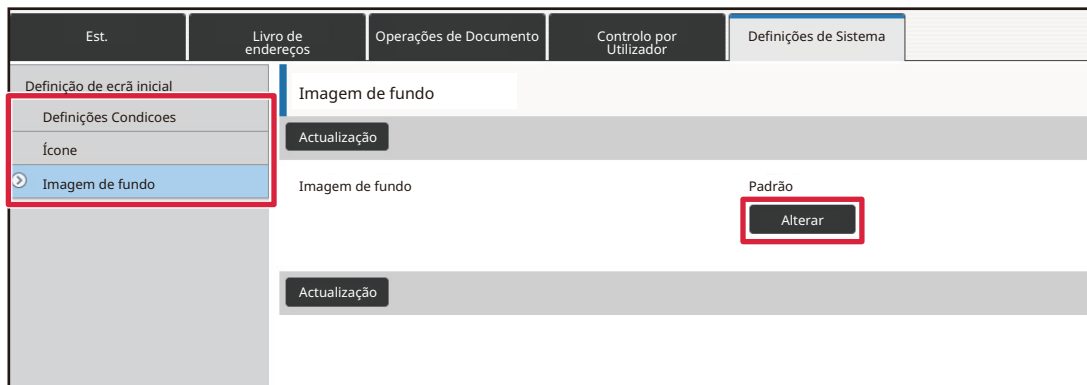 Est.
Livro de
endereços
Operações de Documento
Controlo por
Utilizador
Definições de Sistema
Definição de ecrã inicial
Definições Condicoes
Ícone
Imagem de fundo
Imagem de fundo
Actualização
Imagem de fundo
Padrão
Alterar
Actualização